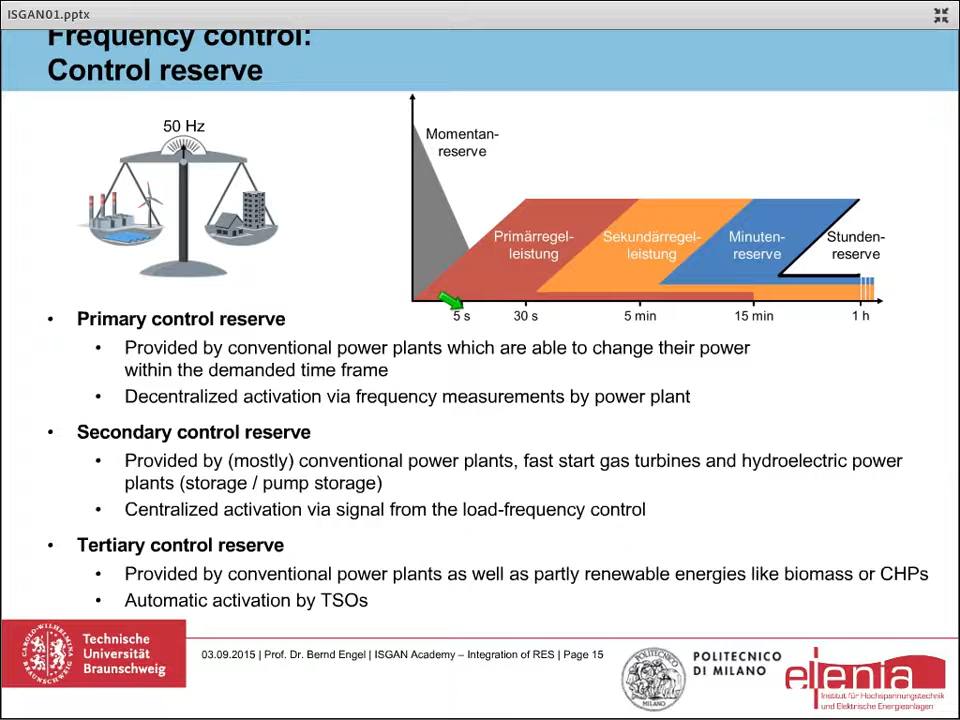 ISGAN01.pptx
Frequency control:
Control reserve
50 Hz
Momentan-
reserve
Primärregel-
leistung
Sekundärregel-
leistung
Minuten-
reserve
Stunden-
reserve
5 s
30 s
5 min
15 min
1 h
• Primary control reserve
• Provided by conventional power plants which are able to change their power
within the demanded time frame
• Decentralized activation via frequency measurements by power plant
• Secondary control reserve
• Provided by (mostly) conventional power plants, fast start gas turbines and hydroelectric power
plants (storage / pump storage)
• Centralized activation via signal from the load-frequency control
• Tertiary control reserve
• Provided by conventional power plants as well as partly renewable energies like biomass or CHPs
• Automatic activation by TSOs
Technische
Universität
Braunschweig
03.09.2015 | Prof. Dr. Bernd Engel | ISGAN Academy – Integration of RES | Page 15
POLITECNICO
DI MILANO
elenia
Institut für Hochspannungstechnik
und Elektrische Energieanlagen